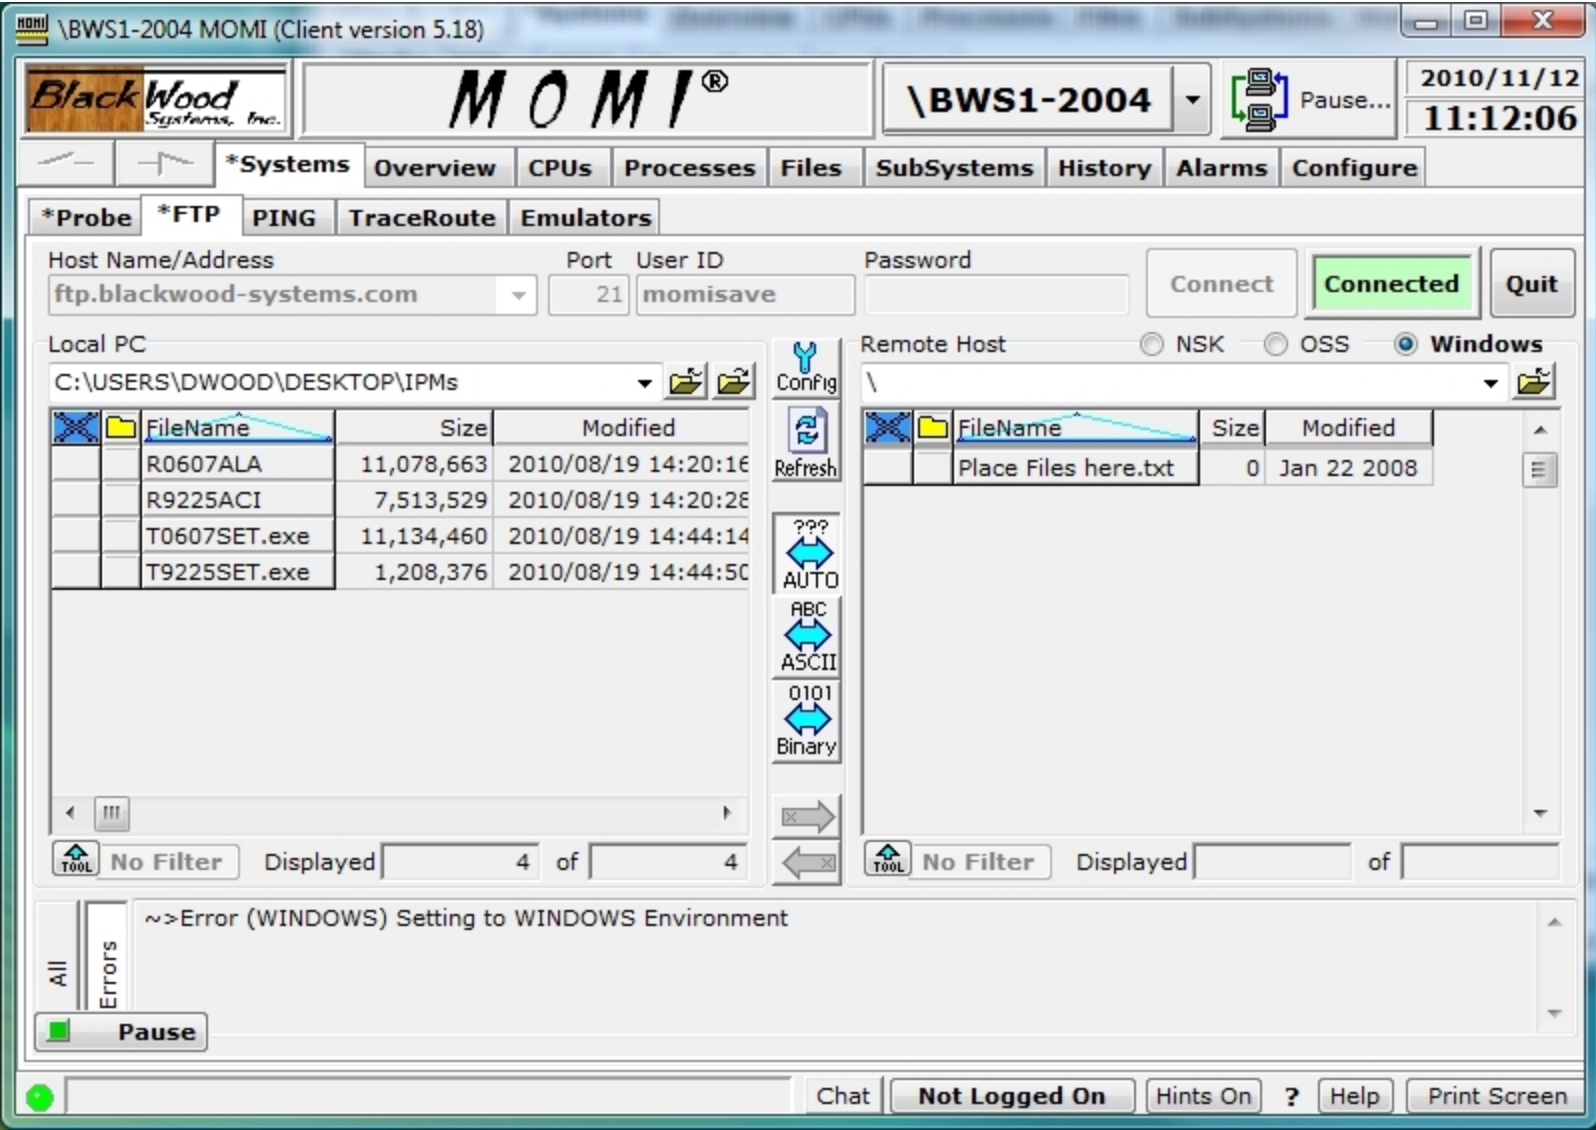 MOMI \BWS1-2004 MOMI (Client version 5.18)
BlackWood Systems, Inc.
MOMI®
\BWS1-2004
Pause...
2010/11/12
11:12:06
*Systems Overview CPUs Processes Files SubSystems History Alarms Configure
*Probe *FTP PING TraceRoute Emulators
Host Name/Address Port User ID Password
ftp.blackwood-systems.com 21 momisave Connect Connected Quit
Local PC
C:\USERS\DWOOD\DESKTOP\IPMs
FileName Size Modified
R0607ALA 11,078,663 2010/08/19 14:20:16
R9225ACI 7,513,529 2010/08/19 14:20:28
T0607SET.exe 11,134,460 2010/08/19 14:44:14
T9225SET.exe 1,208,376 2010/08/19 14:44:50
TOOL No Filter Displayed 4 of 4
Config
Refresh
???
AUTO
ABC
ASCII
0101
Binary
Remote Host NSK OSS Windows
\
FileName Size Modified
Place Files here.txt 0 Jan 22 2008
TOOL No Filter Displayed of
All
Errors
~>Error (WINDOWS) Setting to WINDOWS Environment
Pause
Chat Not Logged On Hints On ? Help Print Screen